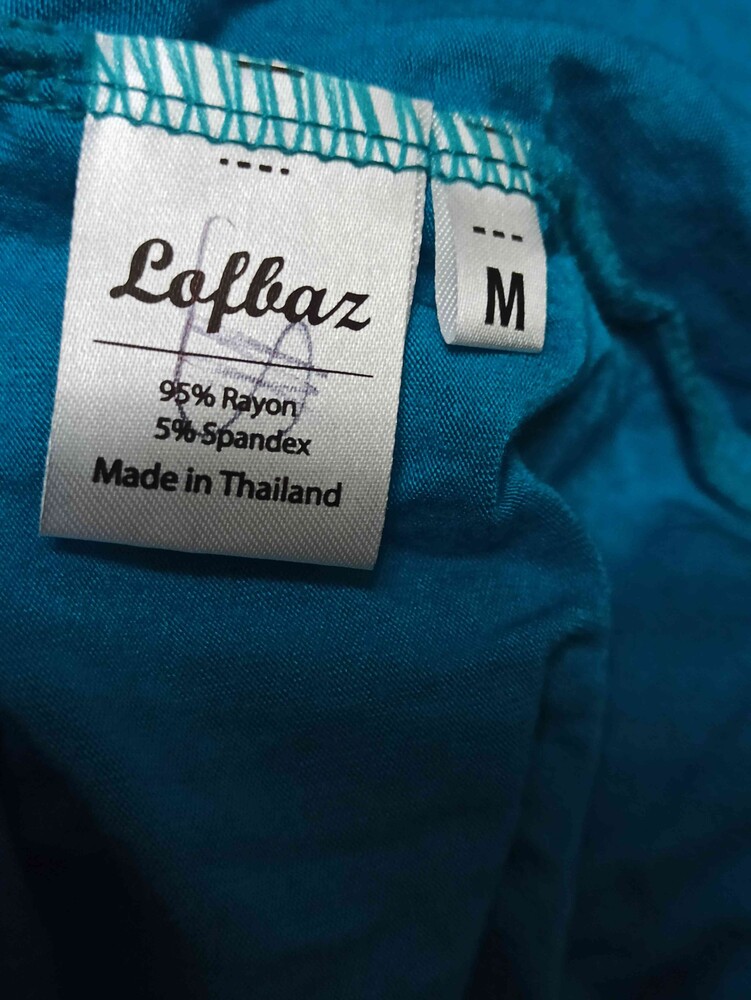 Lofbaz
95% Rayon
5% Spandex
Made in Thailand
M